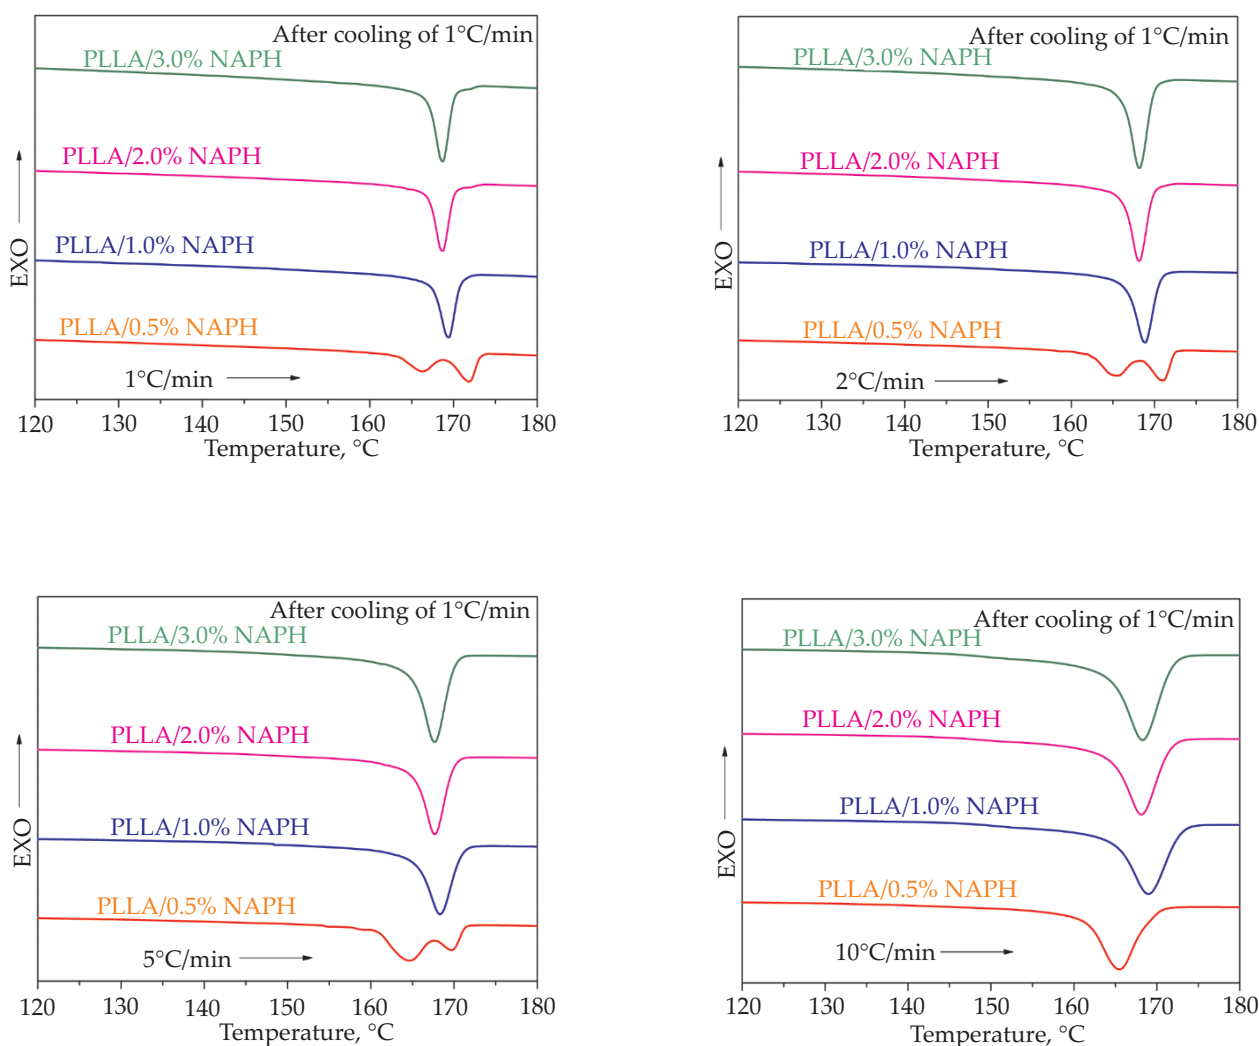 After cooling of 1°C/min
PLLA/3.0% NAPH
PLLA/2.0% NAPH
PLLA/1.0% NAPH
PLLA/0.5% NAPH
1°C/min
EXO
120 130 140 150 160 170 180
Temperature, °C
After cooling of 1°C/min
PLLA/3.0% NAPH
PLLA/2.0% NAPH
PLLA/1.0% NAPH
PLLA/0.5% NAPH
2°C/min
EXO
120 130 140 150 160 170 180
Temperature, °C
After cooling of 1°C/min
PLLA/3.0% NAPH
PLLA/2.0% NAPH
PLLA/1.0% NAPH
PLLA/0.5% NAPH
5°C/min
EXO
120 130 140 150 160 170 180
Temperature, °C
After cooling of 1°C/min
PLLA/3.0% NAPH
PLLA/2.0% NAPH
PLLA/1.0% NAPH
PLLA/0.5% NAPH
10°C/min
EXO
120 130 140 150 160 170 180
Temperature, °C